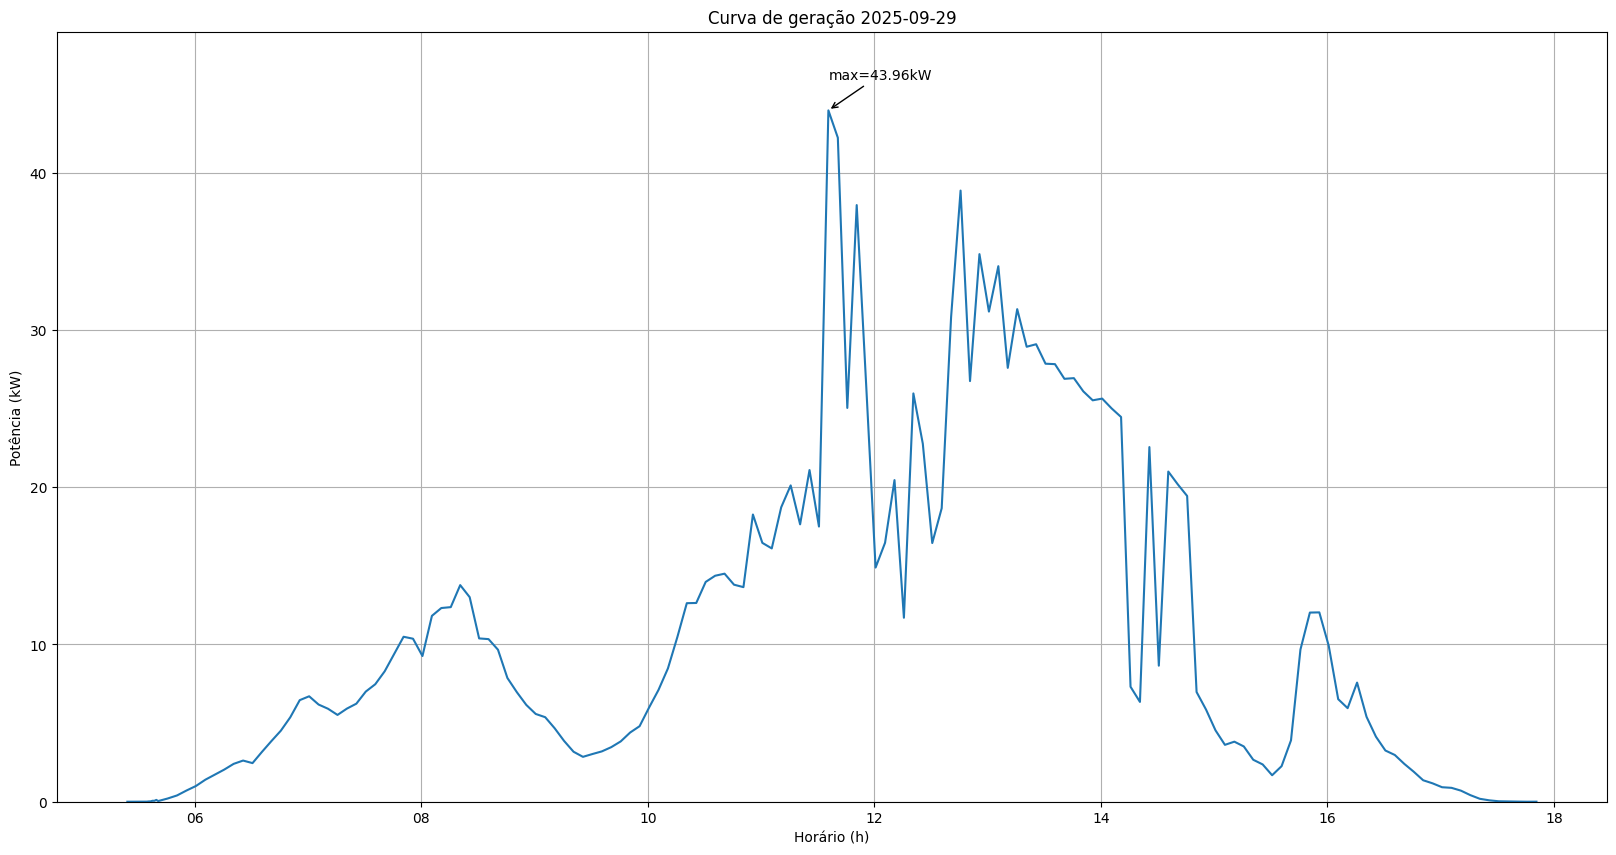 Curva de geração 2025-09-29
max=43.96kW
Potência (kW)
40
30
20
10
0
06 08 10 12 14 16 18
Horário (h)